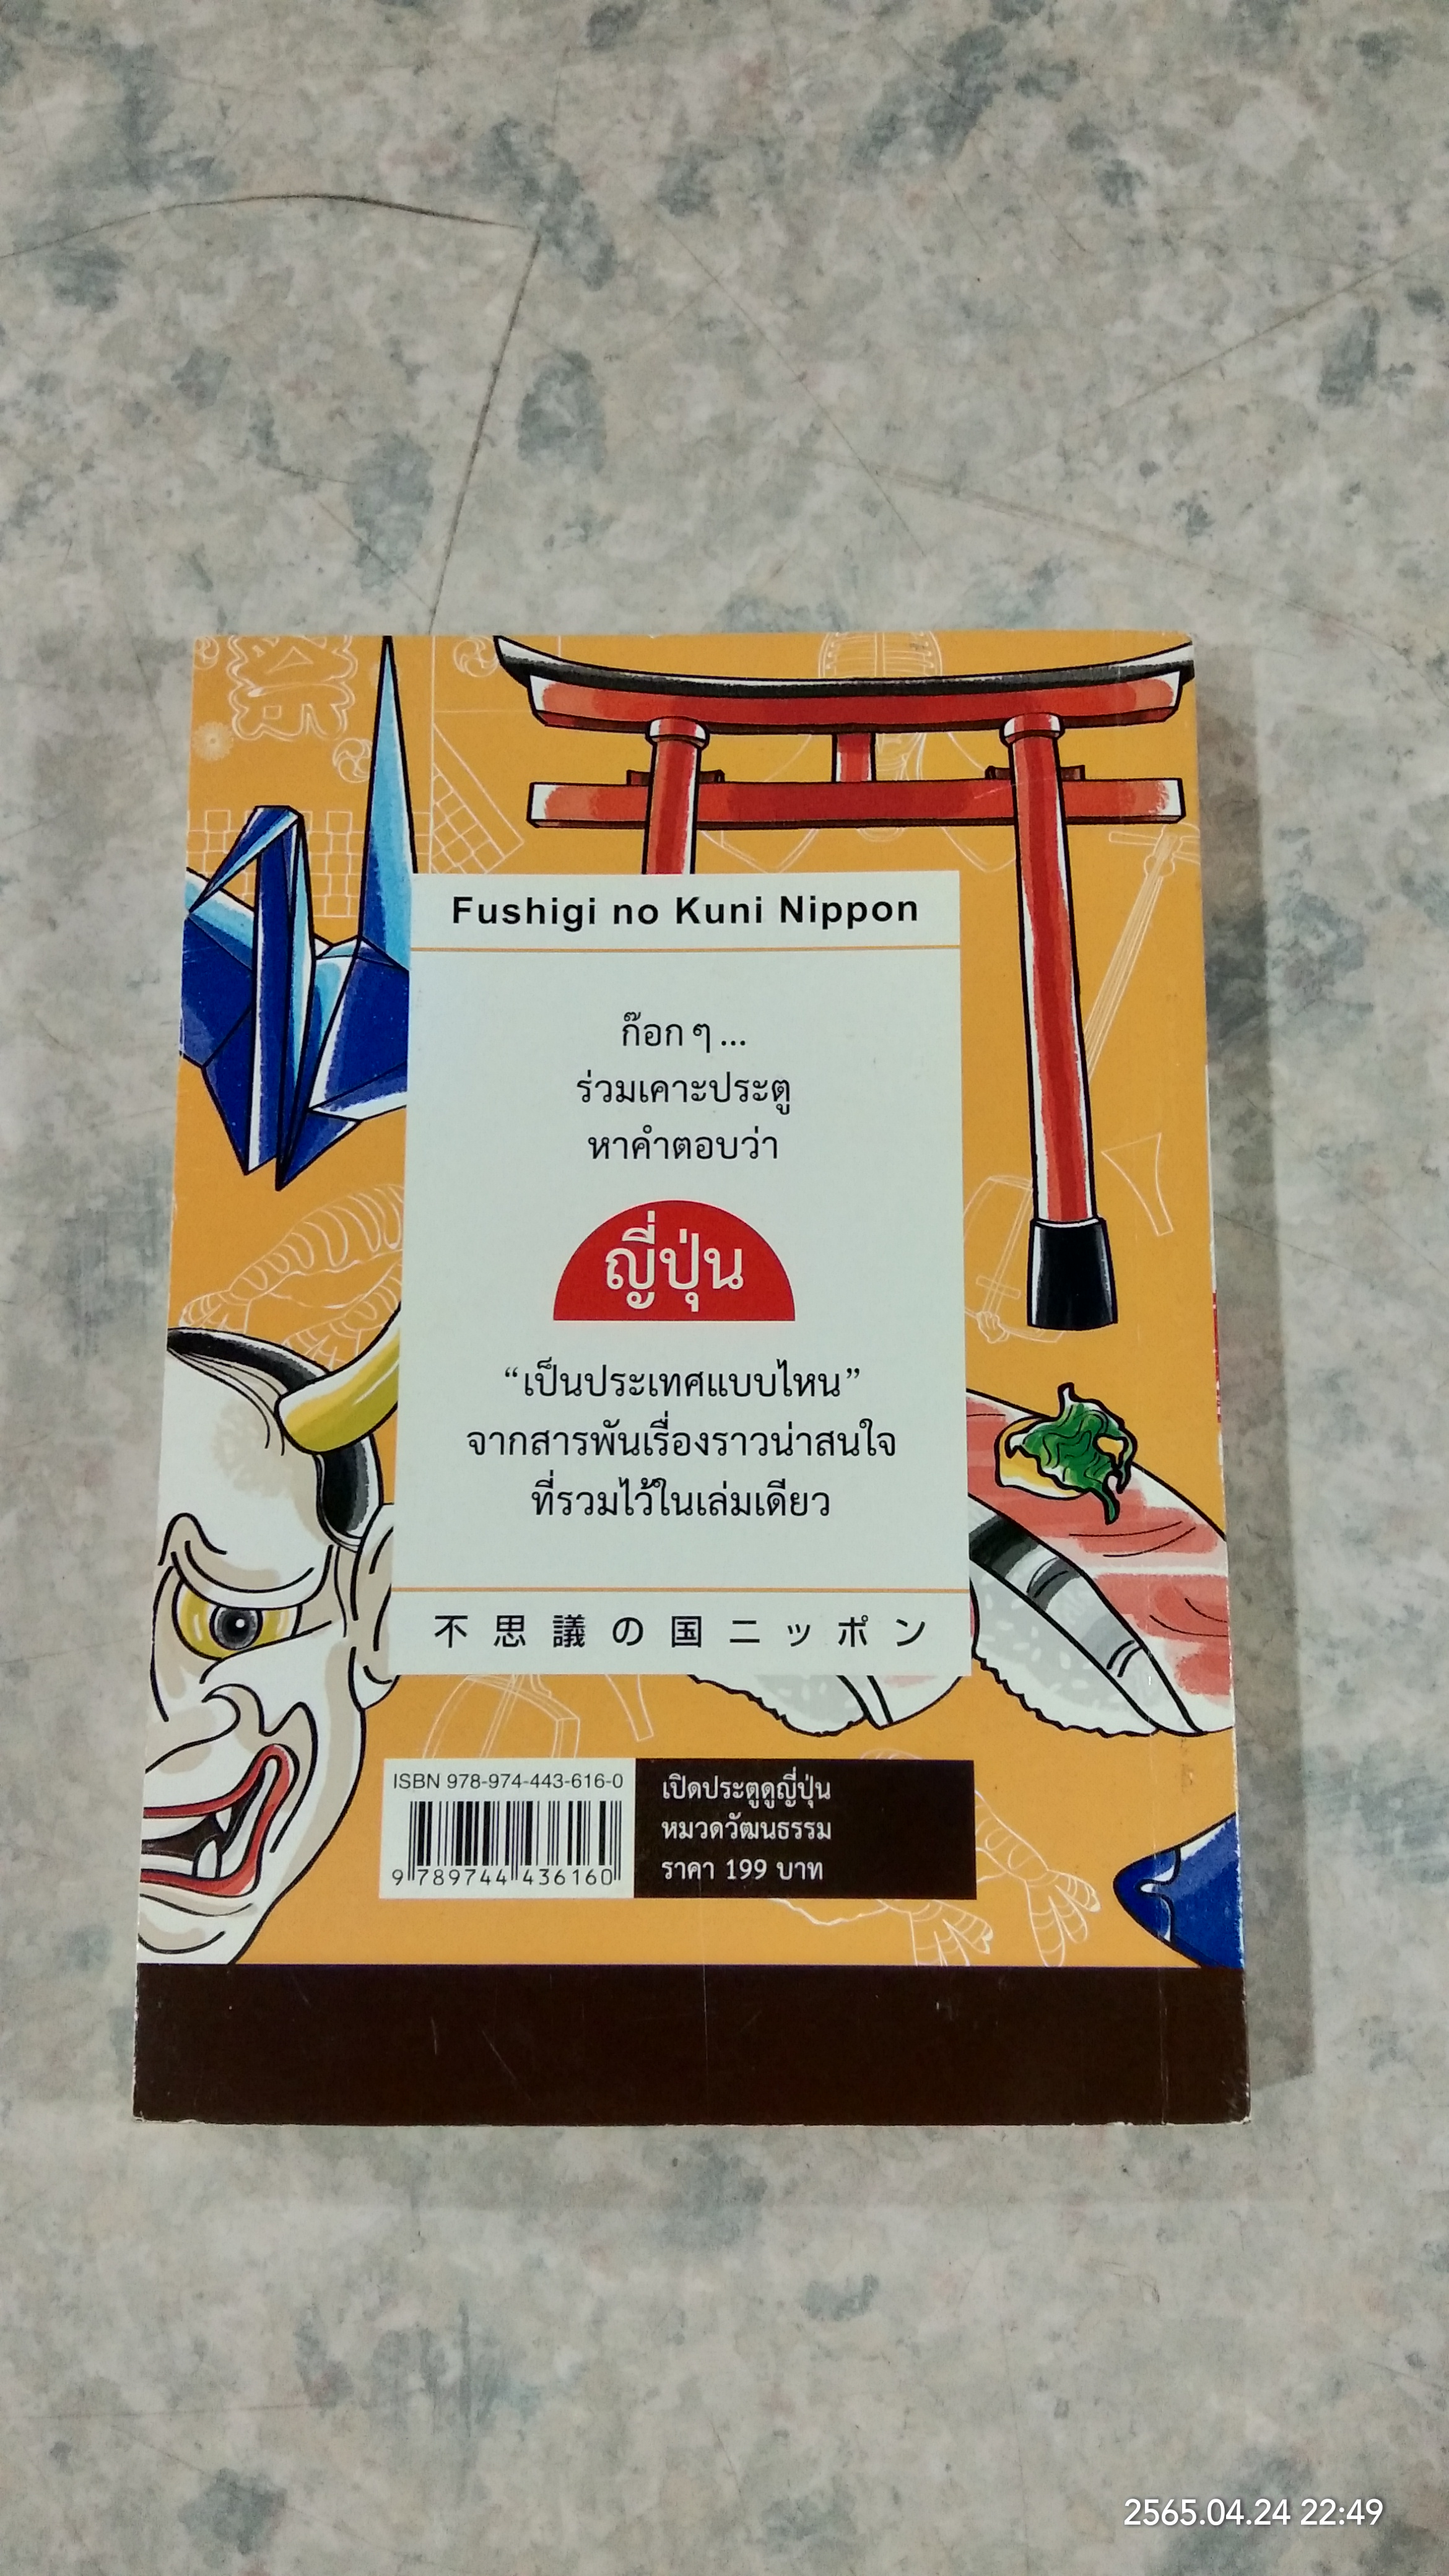 Fushigi no Kuni Nippon
ก๊อก ๆ ...
ร่วมเคาะประตู
หาคำตอบว่า
ญี่ปุ่น
“เป็นประเทศแบบไหน”
จากสารพันเรื่องราวน่าสนใจ
ที่รวมไว้ในเล่มเดียว
不思議の国ニッポン
ISBN 978-974-443-616-0
9 789744 436160
เปิดประตูดูญี่ปุ่น
หมวดวัฒนธรรม
ราคา 199 บาท
2565.04.24 22:49